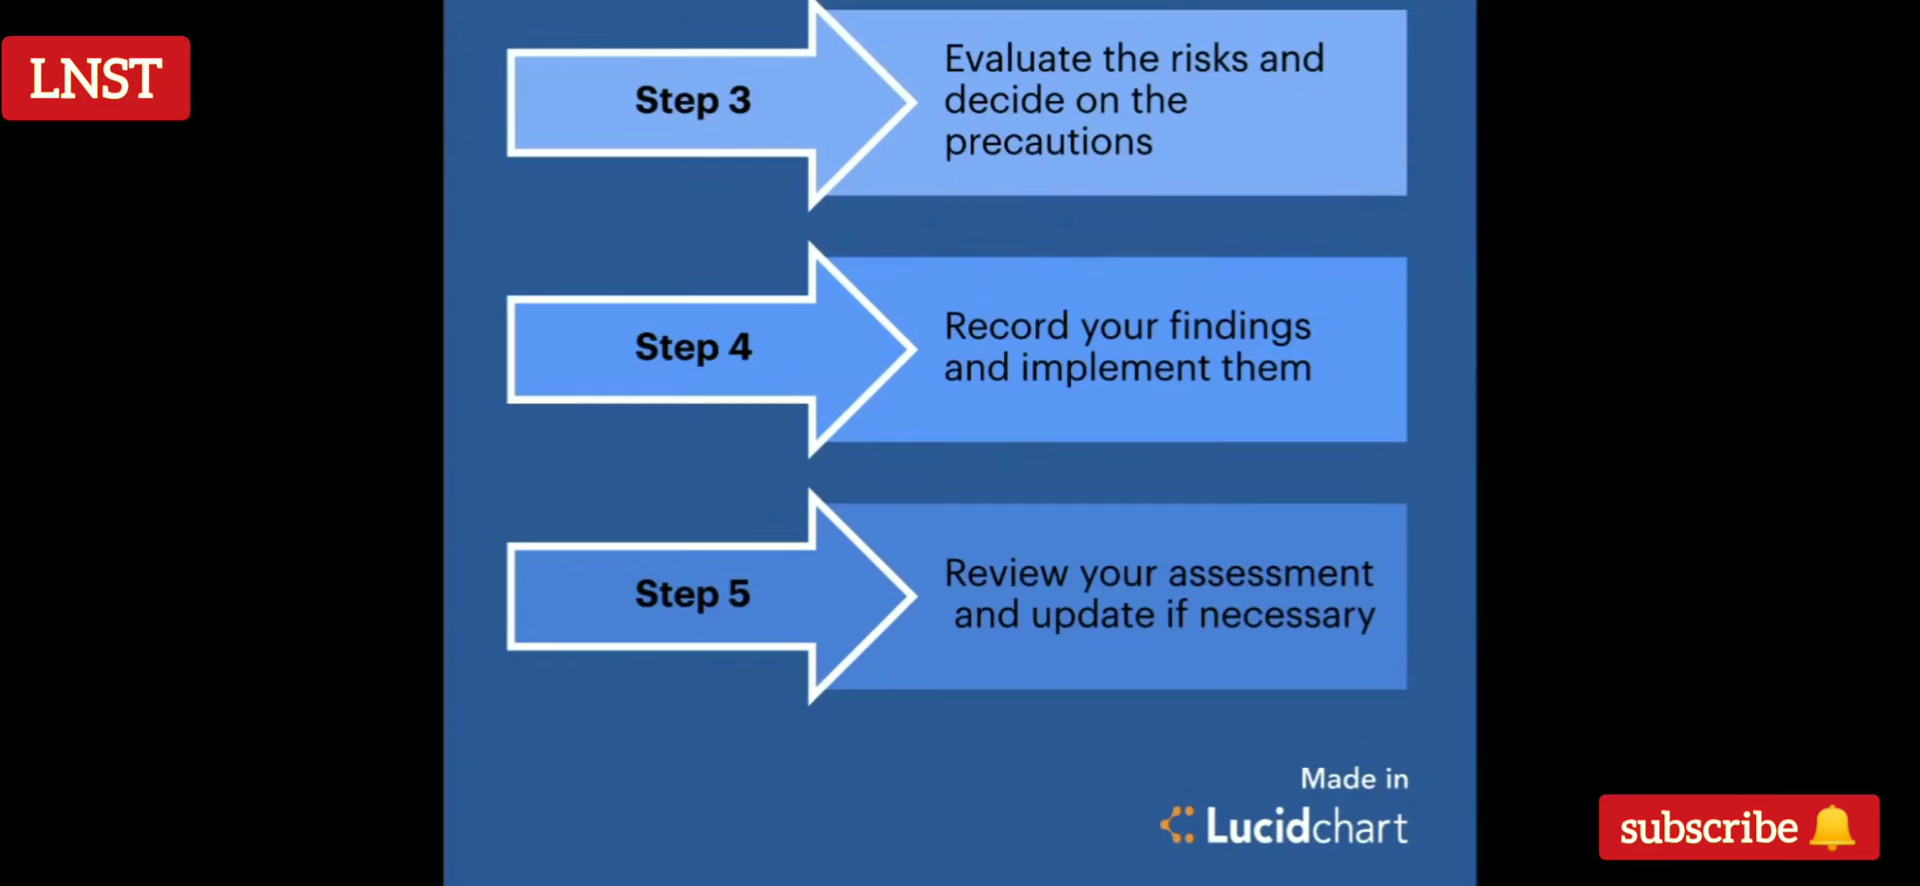 LNST
Step 3
Evaluate the risks and
decide on the
precautions
Step 4
Record your findings
and implement them
Step 5
Review your assessment
and update if necessary
Made in
Lucidchart
subscribe